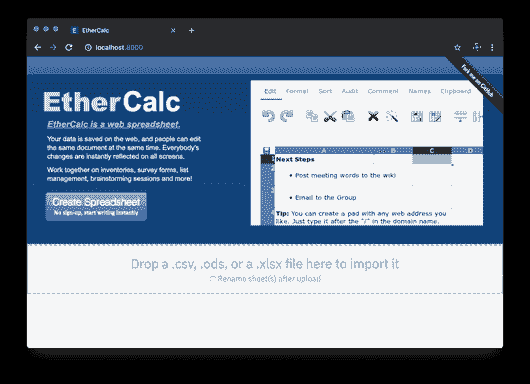 EtherCalc
localhost:8000
Fork me on GitHub
EtherCalc
EtherCalc is a web spreadsheet.
Your data is saved on the web, and people can edit
the same document at the same time. Everybody's
changes are instantly reflected on all screens.
Work together on inventories, survey forms, list
management, brainstorming sessions and more!
Create Spreadsheet
No sign-up, start writing instantly
Edit Format Sort Audit Comment Names Clipboard
A B C D
Next Steps
• Post meeting words to the wiki
• Email to the Group
Tip: You can create a pad with any web address you
like. Just type it after the "/" in the domain name.
Drop a .csv, .ods, or a .xlsx file here to import it
Rename sheet(s) after upload